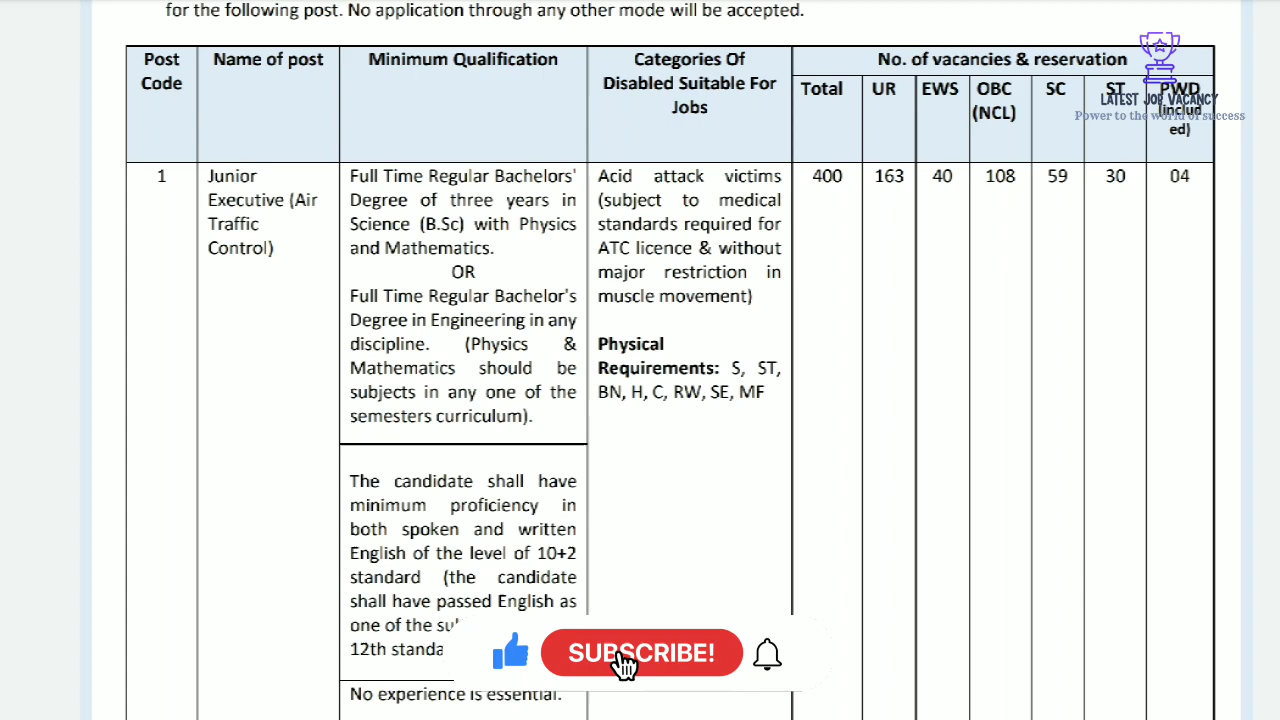 for the following post. No application through any other mode will be accepted.
Post Code
Name of post
Minimum Qualification
Categories Of
Disabled Suitable For
Jobs
No. of vacancies & reservation
Total
UR
EWS
OBC
(NCL)
SC
ST
PWD
(includ
ed)
LATEST JOB VACANCY
Power to the world of success
1
Junior
Executive (Air
Traffic
Control)
Full Time Regular Bachelors'
Degree of three years in
Science (B.Sc) with Physics
and Mathematics.
OR
Full Time Regular Bachelor's
Degree in Engineering in any
discipline. (Physics &
Mathematics should be
subjects in any one of the
semesters curriculum).
The candidate shall have
minimum proficiency in
both spoken and written
English of the level of 10+2
standard (the candidate
shall have passed English as
one of the
12th
No experience is essential.
Acid attack victims
(subject to medical
standards required for
ATC licence & without
major restriction in
muscle movement)
Physical
Requirements: S, ST,
BN, H, C, RW, SE, MF
400
163
40
108
59
30
04
SUBSCRIBE!